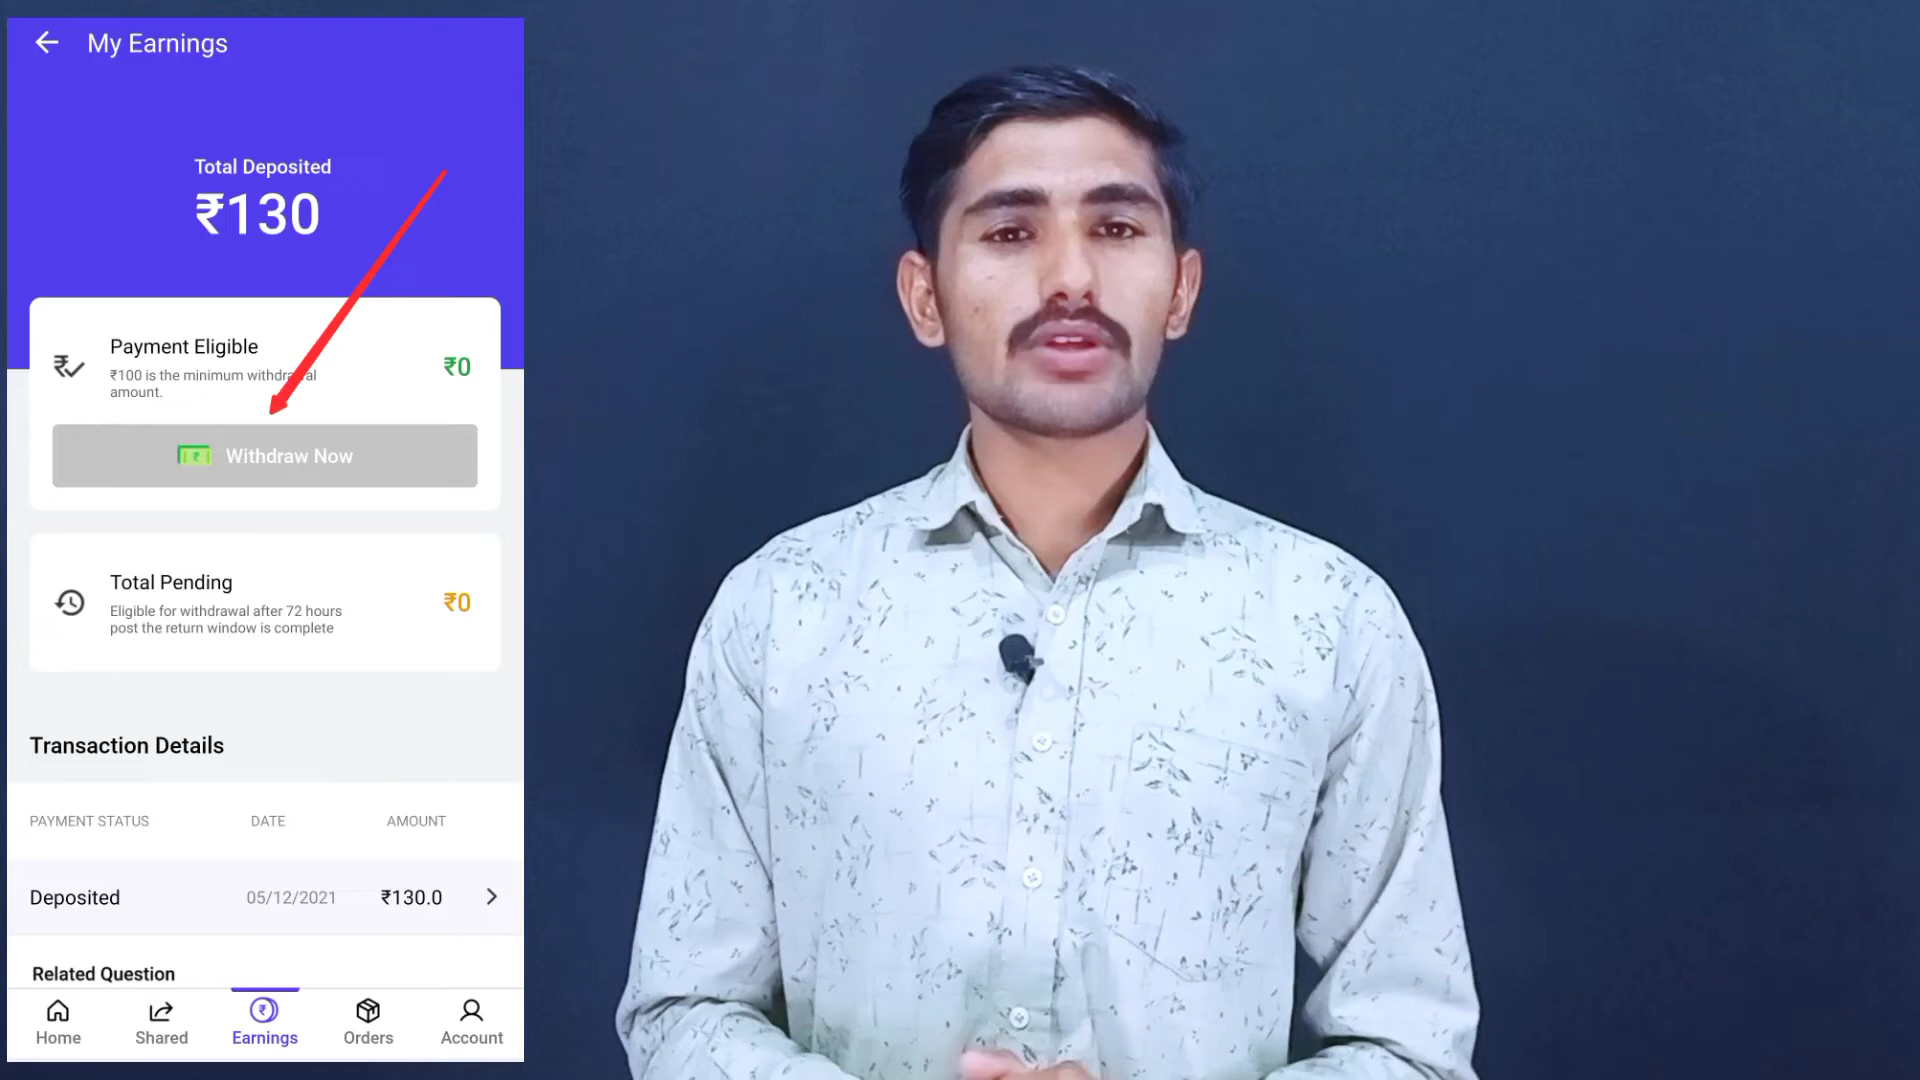 My Earnings
Total Deposited
₹130
Payment Eligible
₹100 is the minimum withdrawal
amount.
₹0
Withdraw Now
Total Pending
Eligible for withdrawal after 72 hours
post the return window is complete
₹0
Transaction Details
PAYMENT STATUS DATE AMOUNT
Deposited 05/12/2021 ₹130.0
Related Question
Home Shared Earnings Orders Account